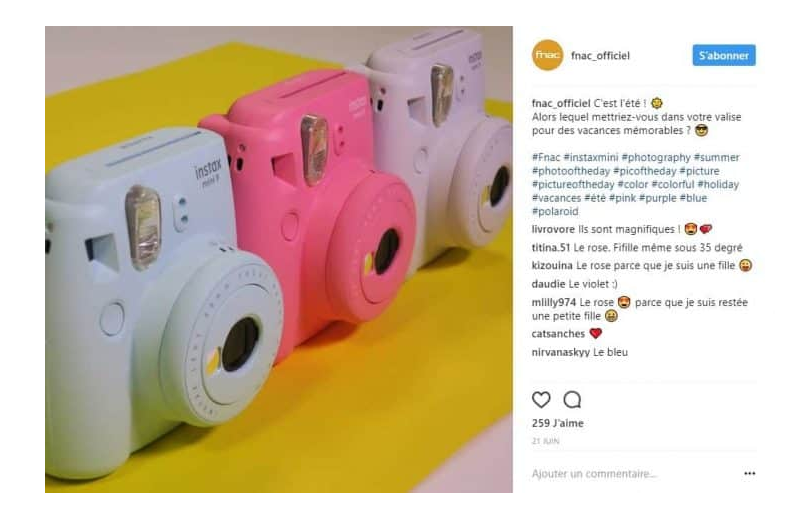 instax
mini 9
fnac
fnac_officiel
S'abonner
fnac_officiel C'est l'été ! 🌞
Alors lequel mettriez-vous dans votre valise
pour des vacances mémorables ? 😎
#Fnac #instaxmini #photography #summer
#photooftheday #picoftheday #picture
#pictureoftheday #color #colorful #holiday
#vacances #été #pink #purple #blue
#polaroid
livrovore Ils sont magnifiques ! 😍💕
titina.51 Le rose. Fifille même sous 35 degré
kizouina Le rose parce que je suis une fille 😛
daudie Le violet :)
mlilly974 Le rose 😍 parce que je suis restée
une petite fille 😀
catsanches ❤️
nirvanaskyy Le bleu
259 J'aime
21 JUIN
Ajouter un commentaire...